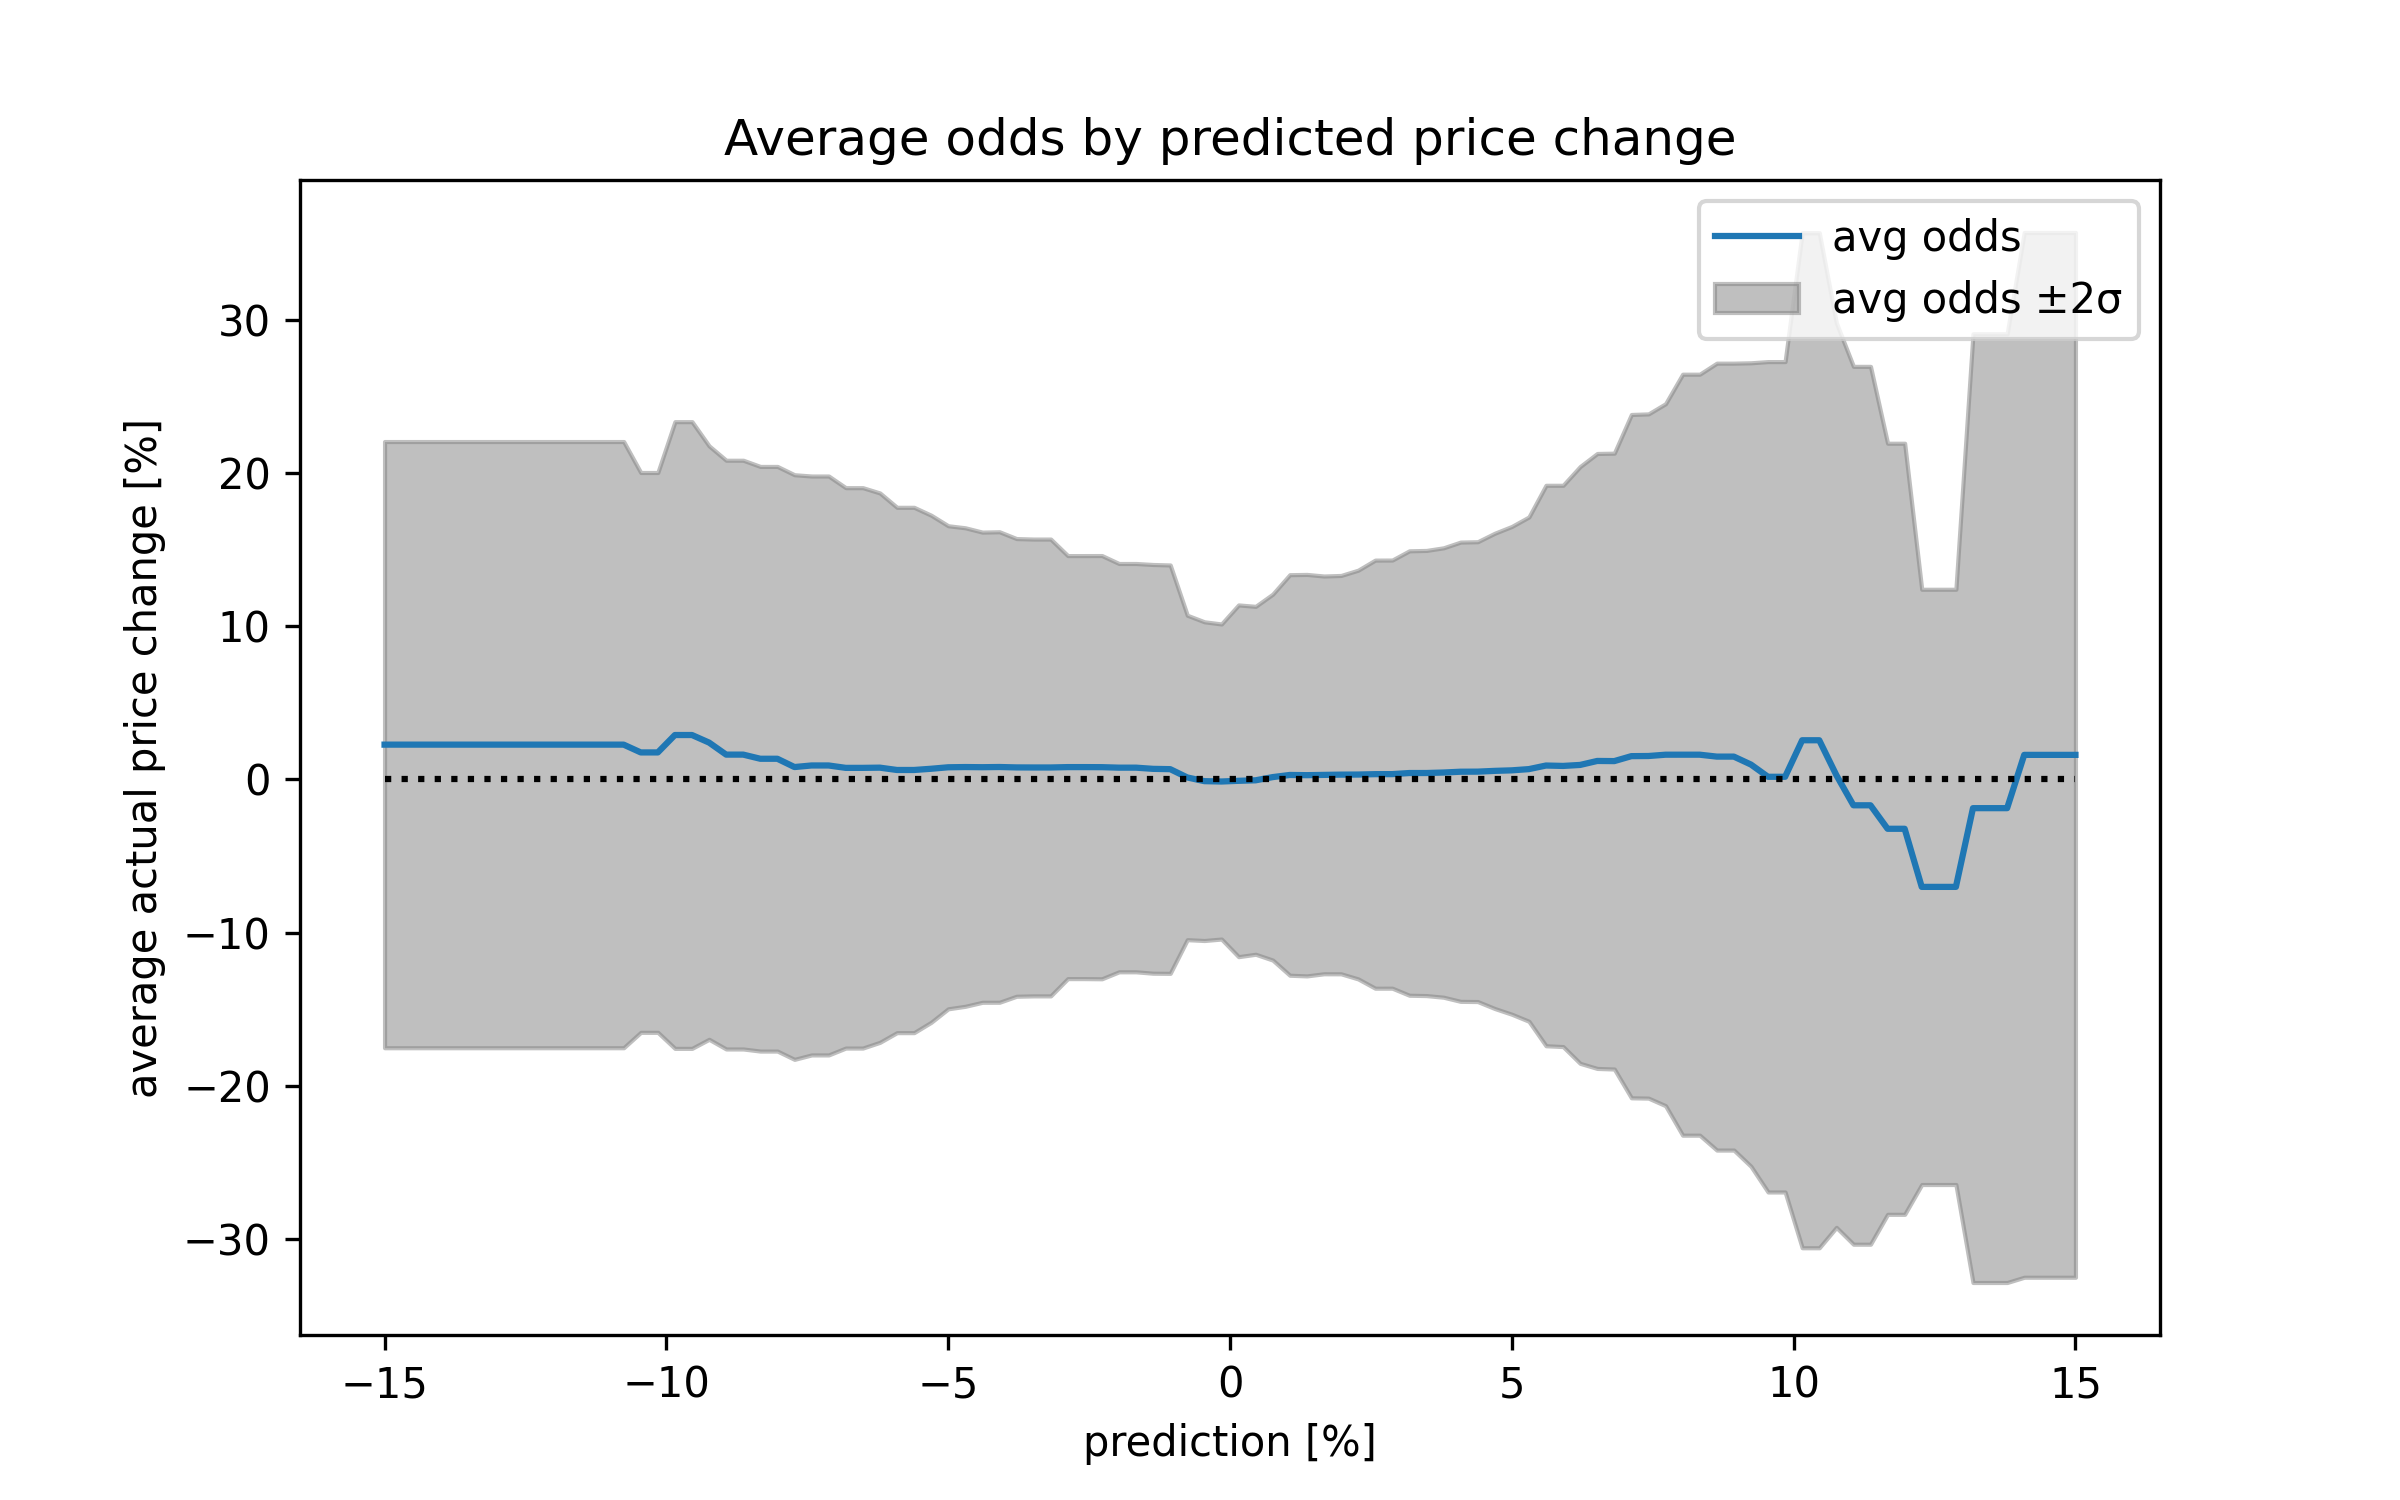 Average odds by predicted price change
avg odds
avg odds ±2σ
average actual price change [%]
30
20
10
0
−10
−20
−30
−15
−10
−5
0
5
10
15
prediction [%]